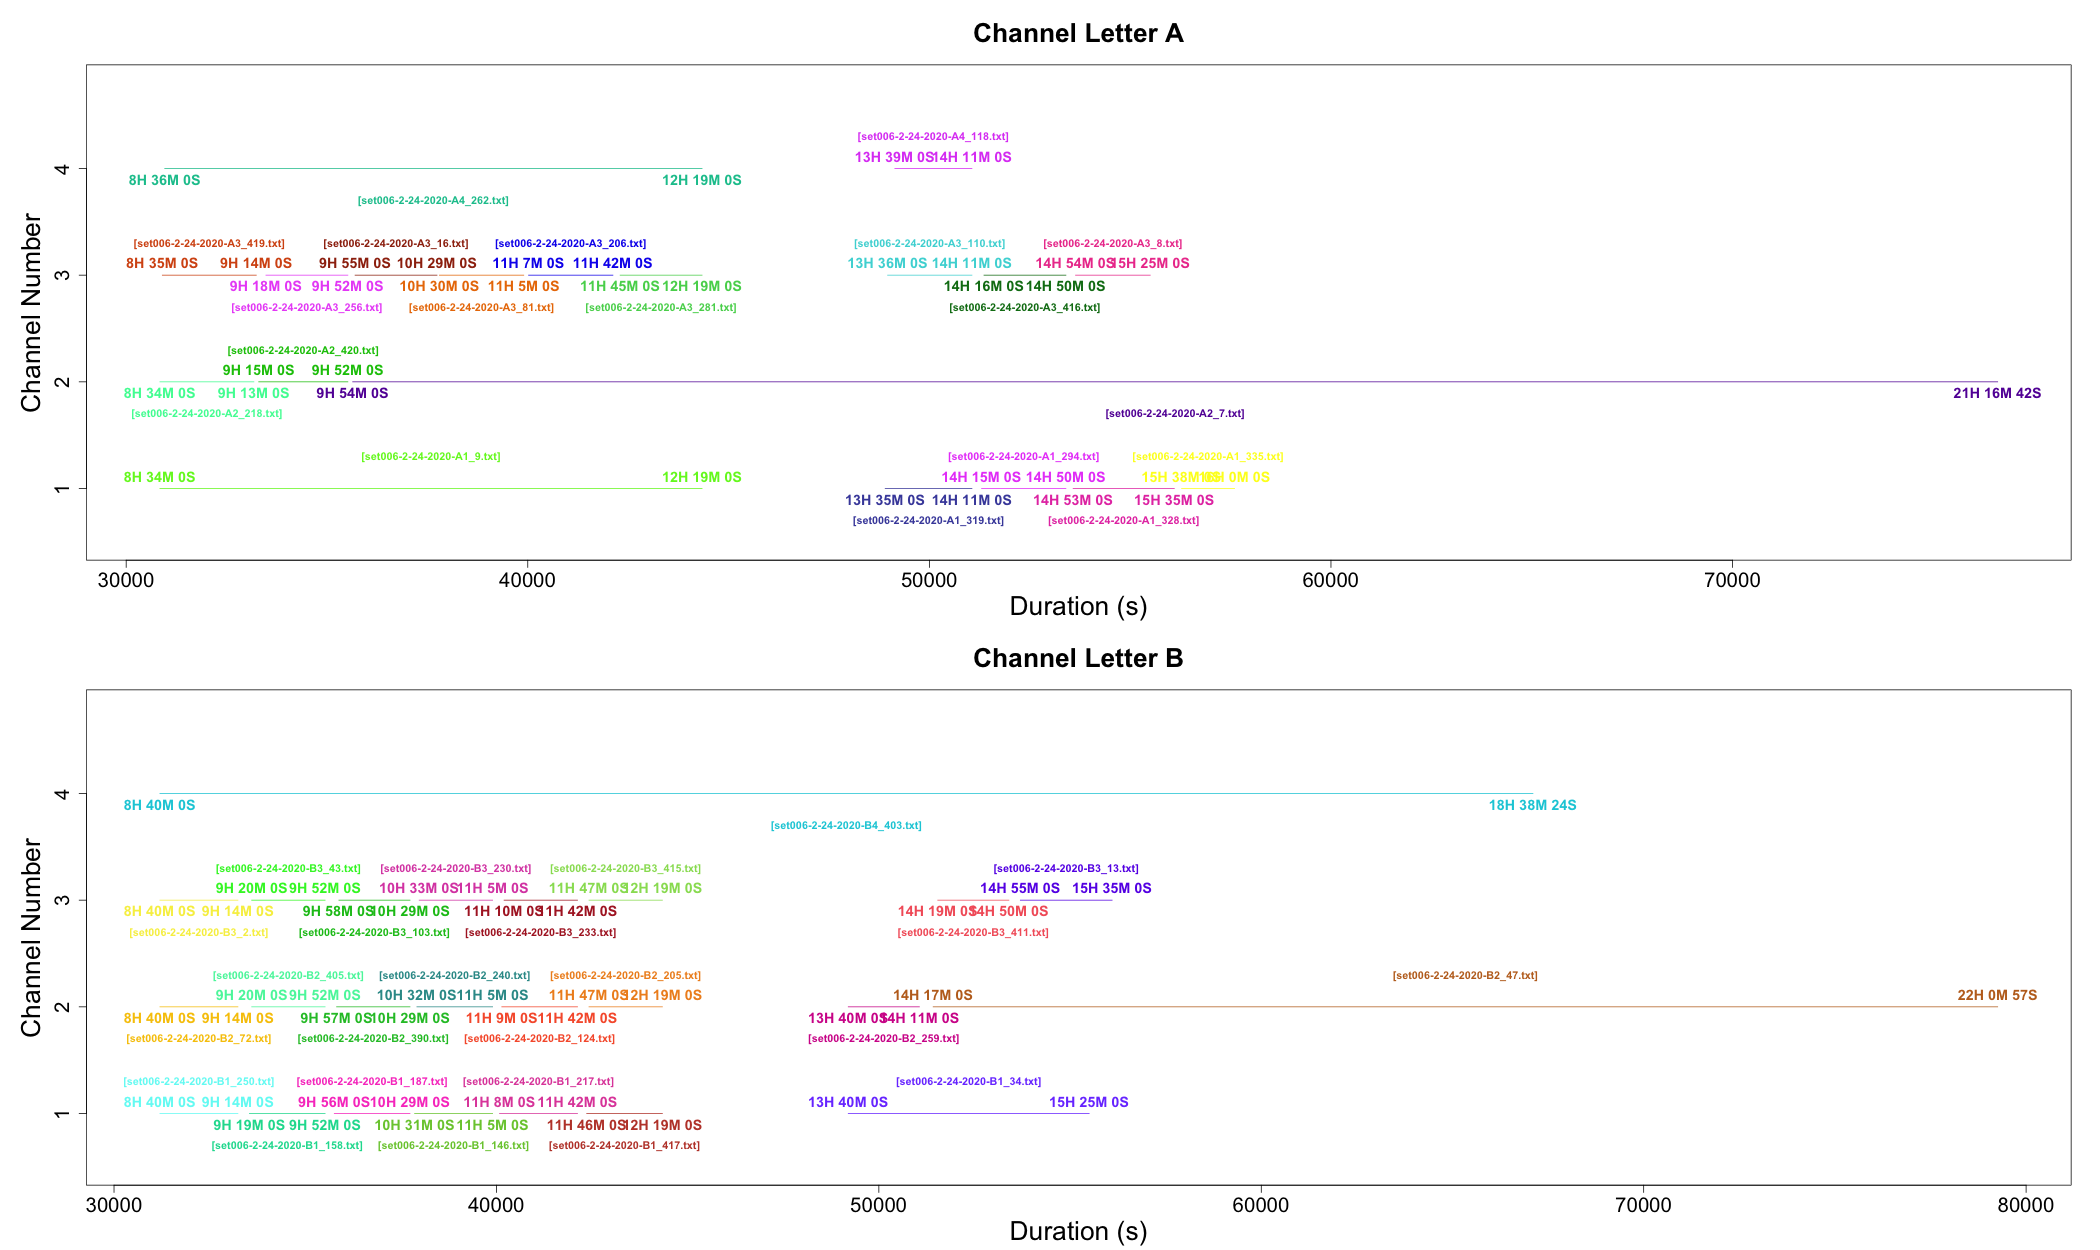 Channel Letter A
Channel Number
[set006-2-24-2020-A4_118.txt]
13H 39M 0S 14H 11M 0S
4
8H 36M 0S 12H 19M 0S
[set006-2-24-2020-A4_262.txt]
[set006-2-24-2020-A3_419.txt] [set006-2-24-2020-A3_16.txt] [set006-2-24-2020-A3_206.txt] [set006-2-24-2020-A3_110.txt] [set006-2-24-2020-A3_8.txt]
8H 35M 0S 9H 14M 0S 9H 55M 0S 10H 29M 0S 11H 7M 0S 11H 42M 0S 13H 36M 0S 14H 11M 0S 14H 54M 0S 15H 25M 0S
3
9H 18M 0S 9H 52M 0S 10H 30M 0S 11H 5M 0S 11H 45M 0S 12H 19M 0S 14H 16M 0S 14H 50M 0S
[set006-2-24-2020-A3_256.txt] [set006-2-24-2020-A3_81.txt] [set006-2-24-2020-A3_281.txt] [set006-2-24-2020-A3_416.txt]
[set006-2-24-2020-A2_420.txt]
9H 15M 0S 9H 52M 0S
2
8H 34M 0S 9H 13M 0S 9H 54M 0S 21H 16M 42S
[set006-2-24-2020-A2_218.txt] [set006-2-24-2020-A2_7.txt]
[set006-2-24-2020-A1_9.txt] [set006-2-24-2020-A1_294.txt] [set006-2-24-2020-A1_335.txt]
8H 34M 0S 12H 19M 0S 14H 15M 0S 14H 50M 0S 15H 38M 0S 16H 0M 0S
1
13H 35M 0S 14H 11M 0S 14H 53M 0S 15H 35M 0S
[set006-2-24-2020-A1_319.txt] [set006-2-24-2020-A1_328.txt]
30000 40000 50000 60000 70000
Duration (s)
Channel Letter B
Channel Number
4
8H 40M 0S 18H 38M 24S
[set006-2-24-2020-B4_403.txt]
[set006-2-24-2020-B3_43.txt] [set006-2-24-2020-B3_230.txt] [set006-2-24-2020-B3_415.txt] [set006-2-24-2020-B3_13.txt]
9H 20M 0S 9H 52M 0S 10H 33M 0S 11H 5M 0S 11H 47M 0S 12H 19M 0S 14H 55M 0S 15H 35M 0S
3
8H 40M 0S 9H 14M 0S 9H 58M 0S 10H 29M 0S 11H 10M 0S 11H 42M 0S 14H 19M 0S 14H 50M 0S
[set006-2-24-2020-B3_2.txt] [set006-2-24-2020-B3_103.txt] [set006-2-24-2020-B3_233.txt] [set006-2-24-2020-B3_411.txt]
[set006-2-24-2020-B2_405.txt] [set006-2-24-2020-B2_240.txt] [set006-2-24-2020-B2_205.txt] [set006-2-24-2020-B2_47.txt]
9H 20M 0S 9H 52M 0S 10H 32M 0S 11H 5M 0S 11H 47M 0S 12H 19M 0S 14H 17M 0S 22H 0M 57S
2
8H 40M 0S 9H 14M 0S 9H 57M 0S 10H 29M 0S 11H 9M 0S 11H 42M 0S 13H 40M 0S 14H 11M 0S
[set006-2-24-2020-B2_72.txt] [set006-2-24-2020-B2_390.txt] [set006-2-24-2020-B2_124.txt] [set006-2-24-2020-B2_259.txt]
[set006-2-24-2020-B1_250.txt] [set006-2-24-2020-B1_187.txt] [set006-2-24-2020-B1_217.txt] [set006-2-24-2020-B1_34.txt]
8H 40M 0S 9H 14M 0S 9H 56M 0S 10H 29M 0S 11H 8M 0S 11H 42M 0S 13H 40M 0S 15H 25M 0S
1
9H 19M 0S 9H 52M 0S 10H 31M 0S 11H 5M 0S 11H 46M 0S 12H 19M 0S
[set006-2-24-2020-B1_158.txt] [set006-2-24-2020-B1_146.txt] [set006-2-24-2020-B1_417.txt]
30000 40000 50000 60000 70000 80000
Duration (s)